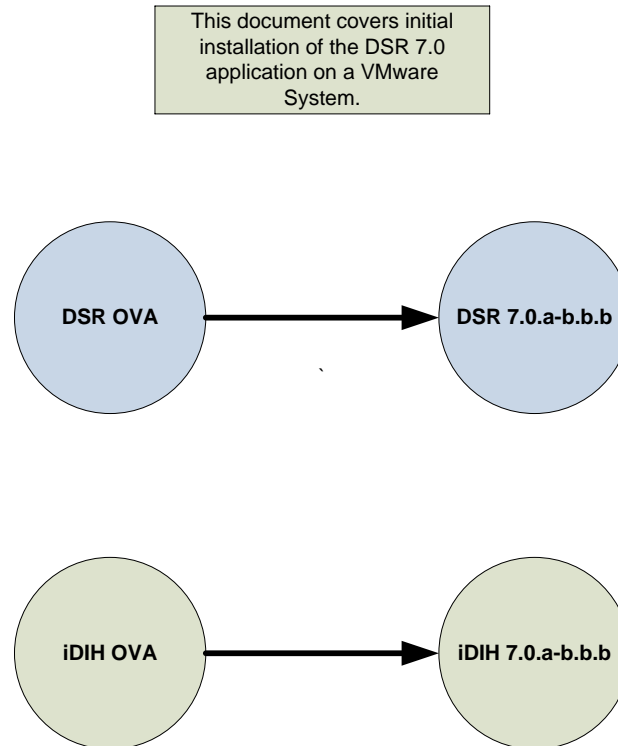 This document covers initial
installation of the DSR 7.0
application on a VMware
System.
DSR OVA
DSR 7.0.a-b.b.b
`
iDIH OVA
iDIH 7.0.a-b.b.b